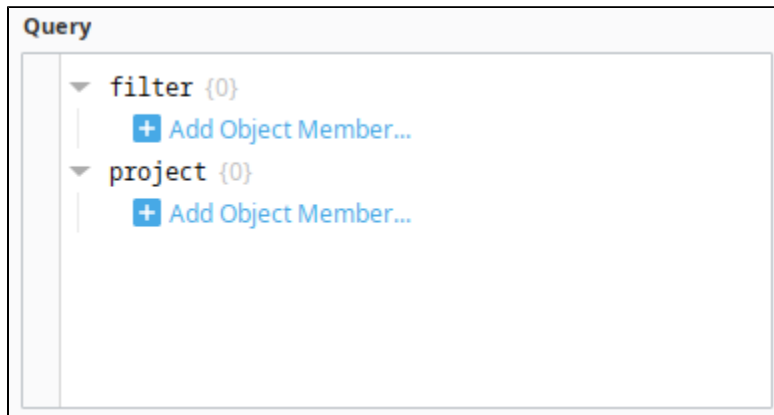 Query
filter {0}
Add Object Member...
project {0}
Add Object Member...